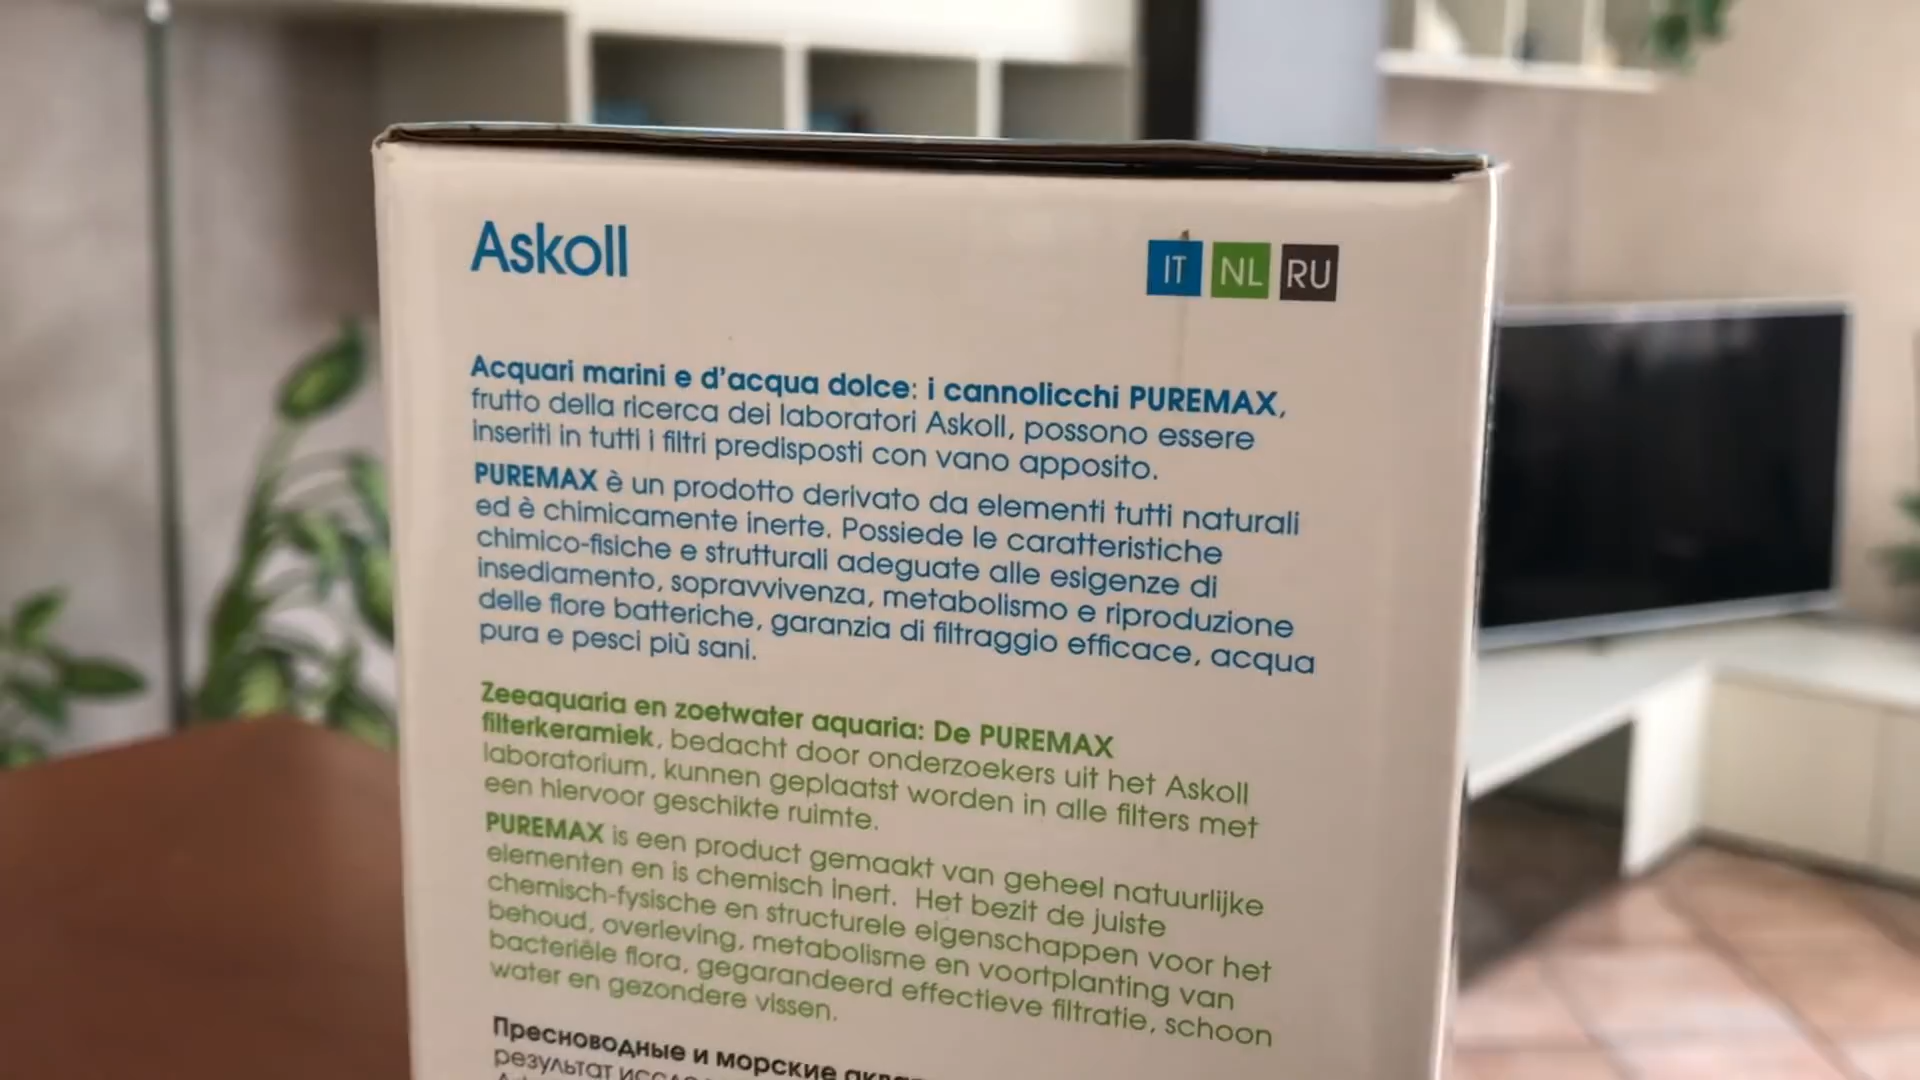 Askoll
IT NL RU
Acquari marini e d'acqua dolce: i cannolicchi PUREMAX,
frutto della ricerca dei laboratori Askoll, possono essere
inseriti in tutti i filtri predisposti con vano apposito.
PUREMAX è un prodotto derivato da elementi tutti naturali
ed è chimicamente inerte. Possiede le caratteristiche
chimico-fisiche e strutturali adeguate alle esigenze di
insediamento, sopravvivenza, metabolismo e riproduzione
delle flore batteriche, garanzia di filtraggio efficace, acqua
pura e pesci più sani.
Zeeaquaria en zoetwater aquaria: De PUREMAX
filterkeramiek, bedacht door onderzoekers uit het Askoll
laboratorium, kunnen geplaatst worden in alle filters met
een hiervoor geschikte ruimte.
PUREMAX is een product gemaakt van geheel natuurlijke
elementen en is chemisch inert. Het bezit de juiste
chemisch-fysische en structurele eigenschappen voor het
behoud, overleving, metabolisme en voortplanting van
bacteriële flora, gegarandeerd effectieve filtratie, schoon
water en gezondere vissen.
Пресноводные и морские
результат